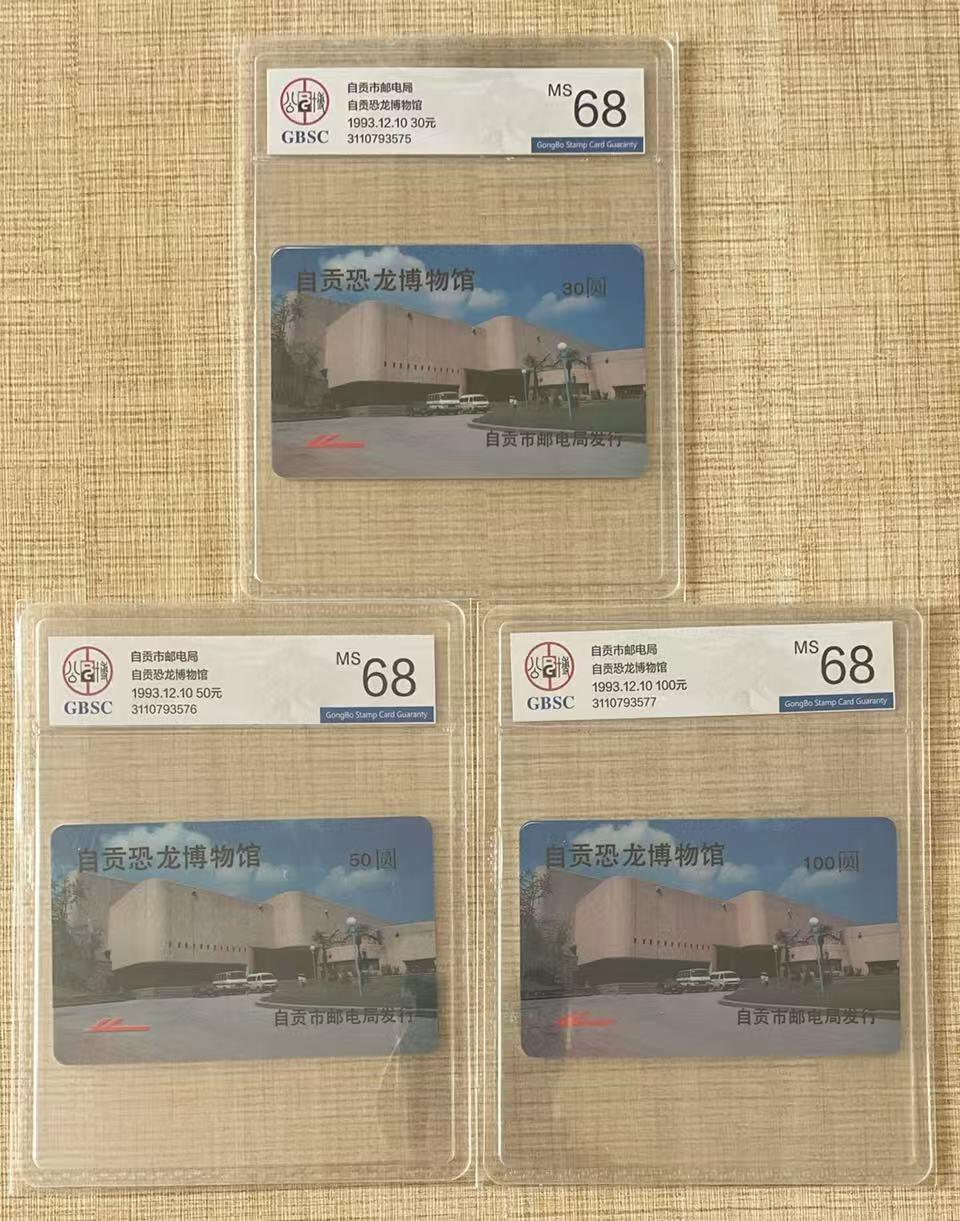 自贡市邮电局
自贡恐龙博物馆
1993.12.10 30元
3110793575
GBSC
MS 68
GongBo Stamp Card Guaranty
自贡恐龙博物馆
30圆
自贡市邮电局发行
自贡市邮电局
自贡恐龙博物馆
1993.12.10 50元
3110793576
GBSC
MS 68
GongBo Stamp Card Guaranty
自贡恐龙博物馆
50圆
自贡市邮电局发行
自贡市邮电局
自贡恐龙博物馆
1993.12.10 100元
3110793577
GBSC
MS 68
GongBo Stamp Card Guaranty
自贡恐龙博物馆
100圆
自贡市邮电局发行